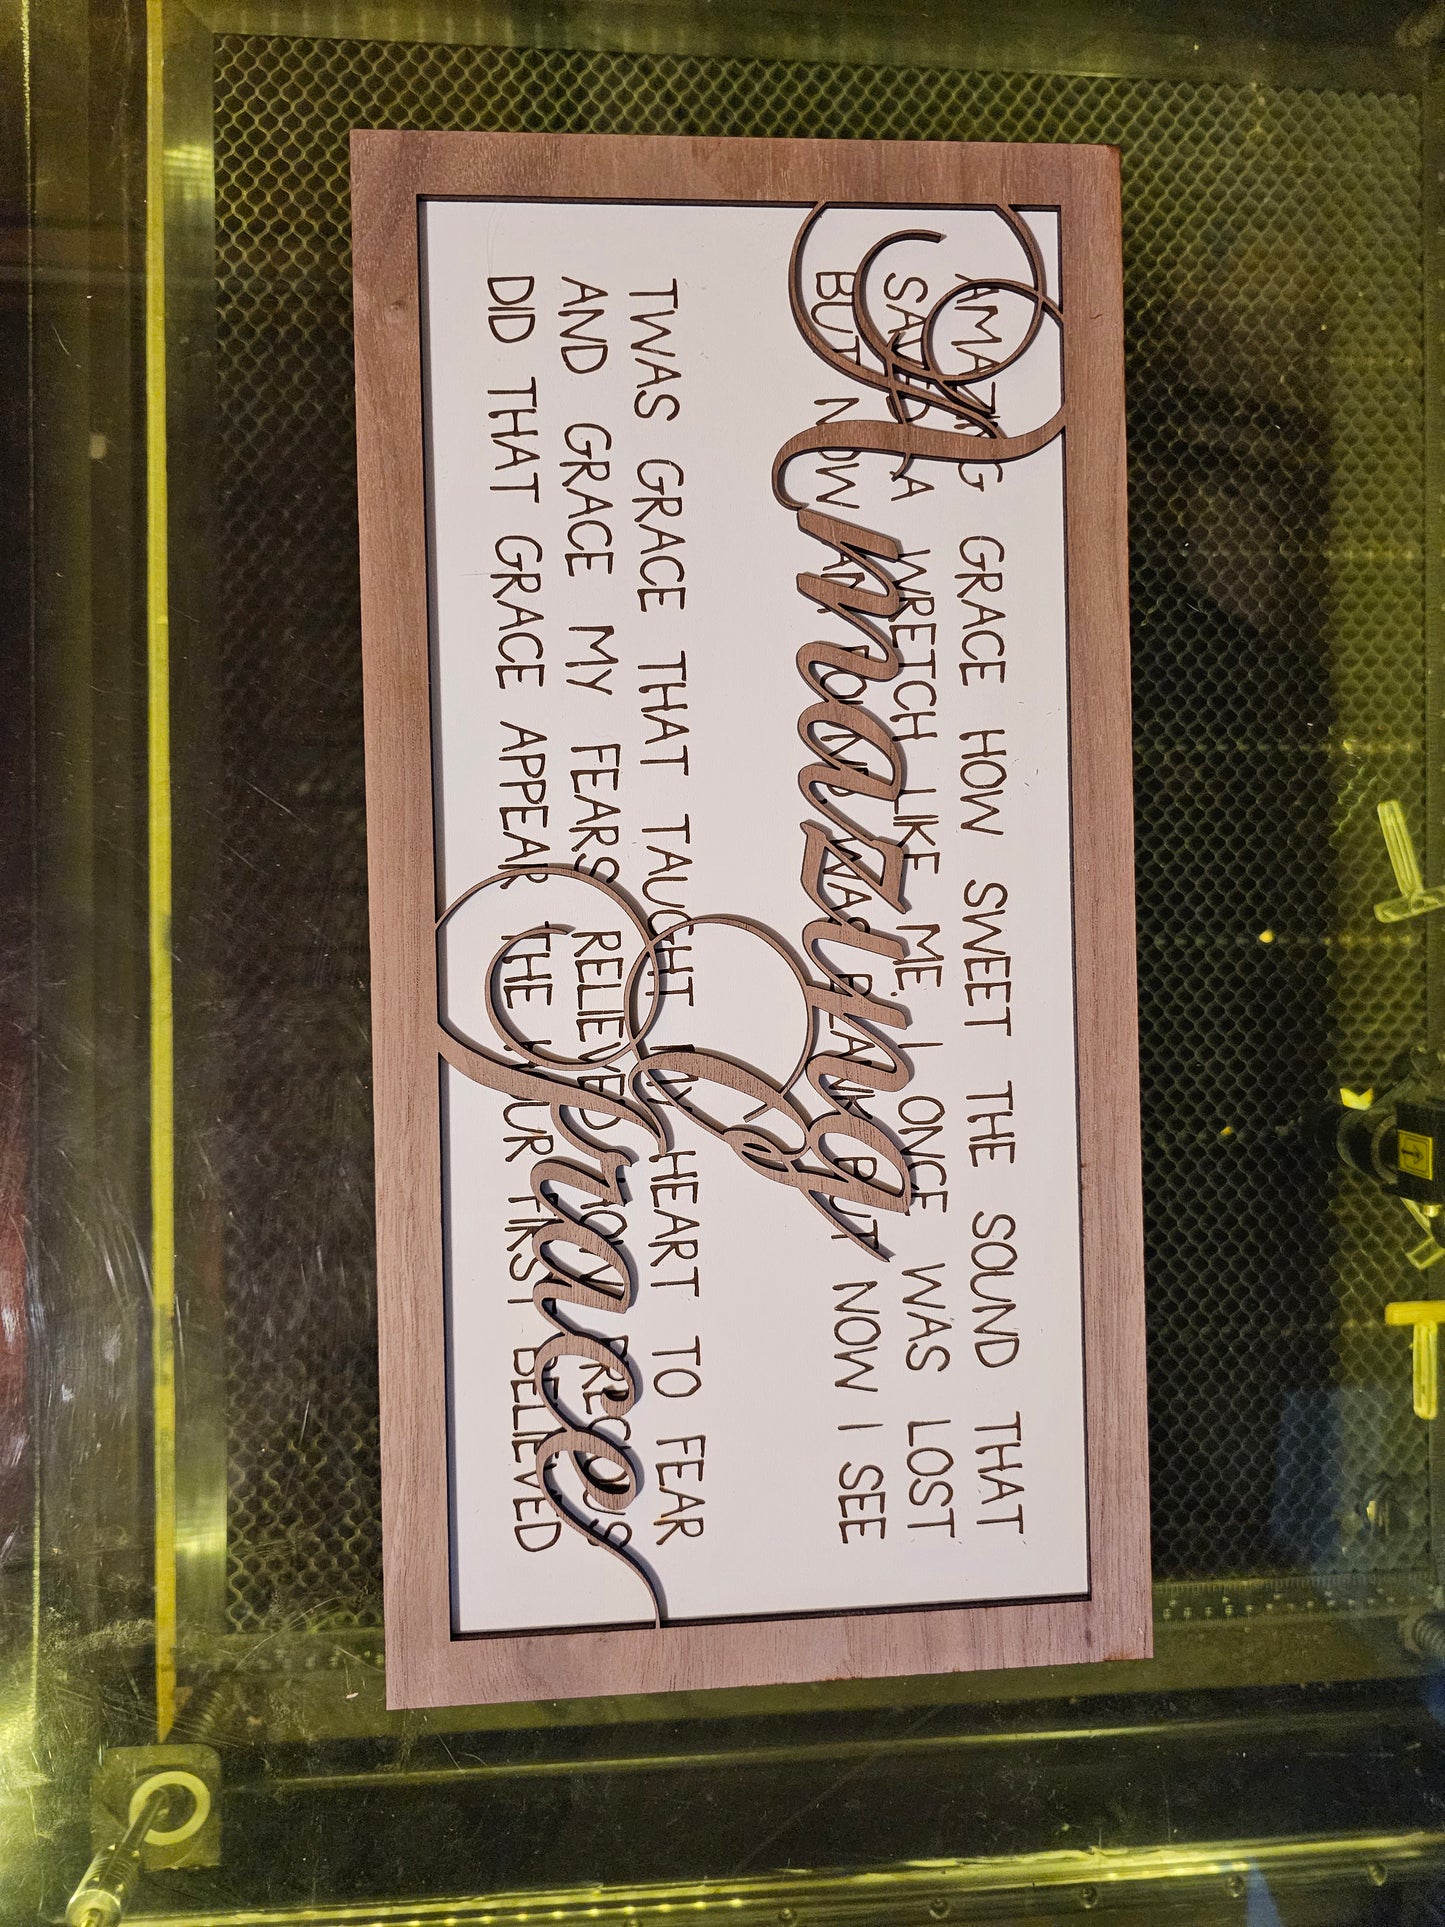 Amazing
Grace
AMAZING GRACE HOW SWEET THE SOUND THAT
SAVED A WRETCH LIKE ME, I ONCE WAS LOST
BUT NOW AM FOUND WAS BUT NOW I SEE
TWAS GRACE THAT TAUGHT MY HEART TO FEAR
AND GRACE MY FEARS RELIEVED HOW PRECIOUS
DID THAT GRACE APPEAR THE HOUR FIRST BELIEVED